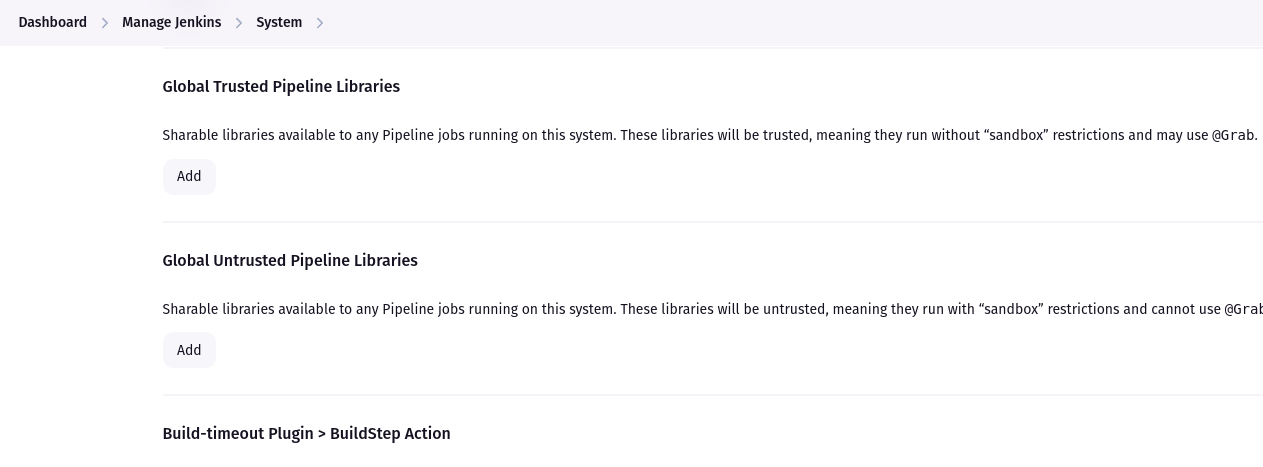 Dashboard > Manage Jenkins > System >
Global Trusted Pipeline Libraries
Sharable libraries available to any Pipeline jobs running on this system. These libraries will be trusted, meaning they run without “sandbox” restrictions and may use @Grab.
Add
Global Untrusted Pipeline Libraries
Sharable libraries available to any Pipeline jobs running on this system. These libraries will be untrusted, meaning they run with “sandbox” restrictions and cannot use @Grab
Add
Build-timeout Plugin > BuildStep Action